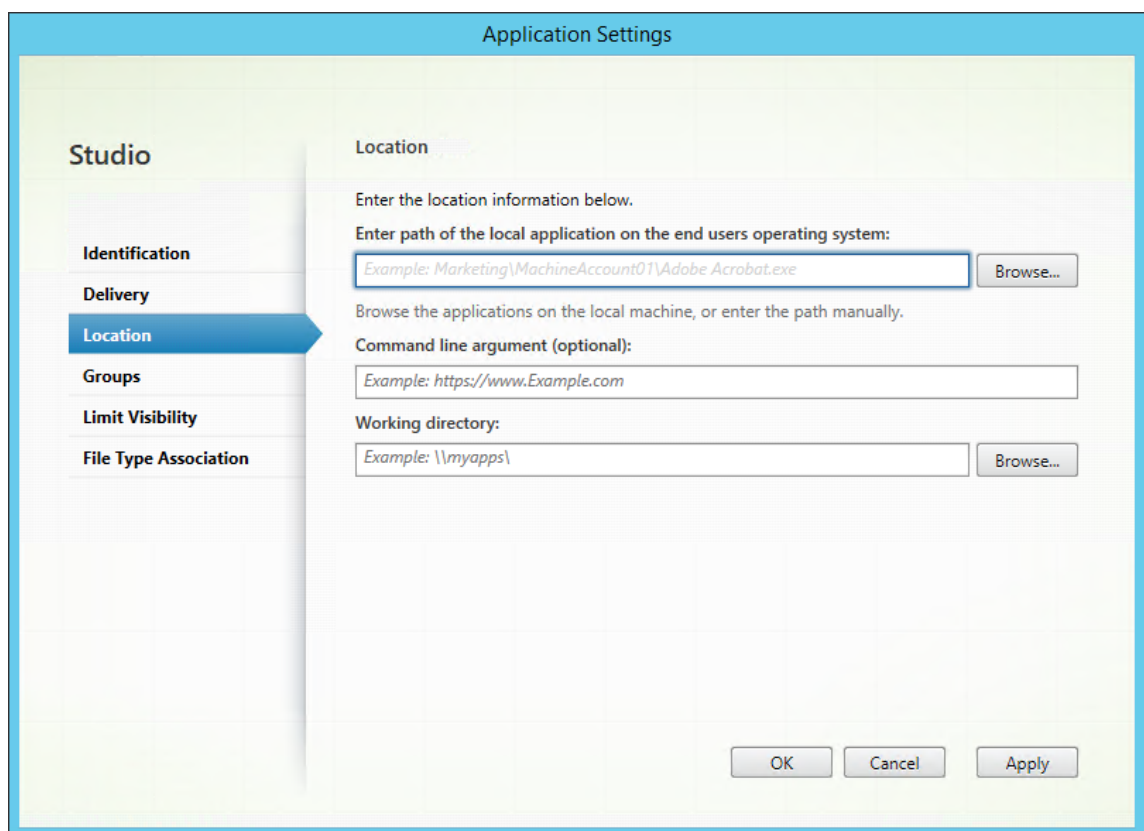 Application Settings
Studio
Identification
Delivery
Location
Groups
Limit Visibility
File Type Association
Location
Enter the location information below.
Enter path of the local application on the end users operating system:
Example: Marketing\MachineAccount01\Adobe Acrobat.exe
Browse...
Browse the applications on the local machine, or enter the path manually.
Command line argument (optional):
Example: https://www.Example.com
Working directory:
Example: \\myapps\
Browse...
OK
Cancel
Apply